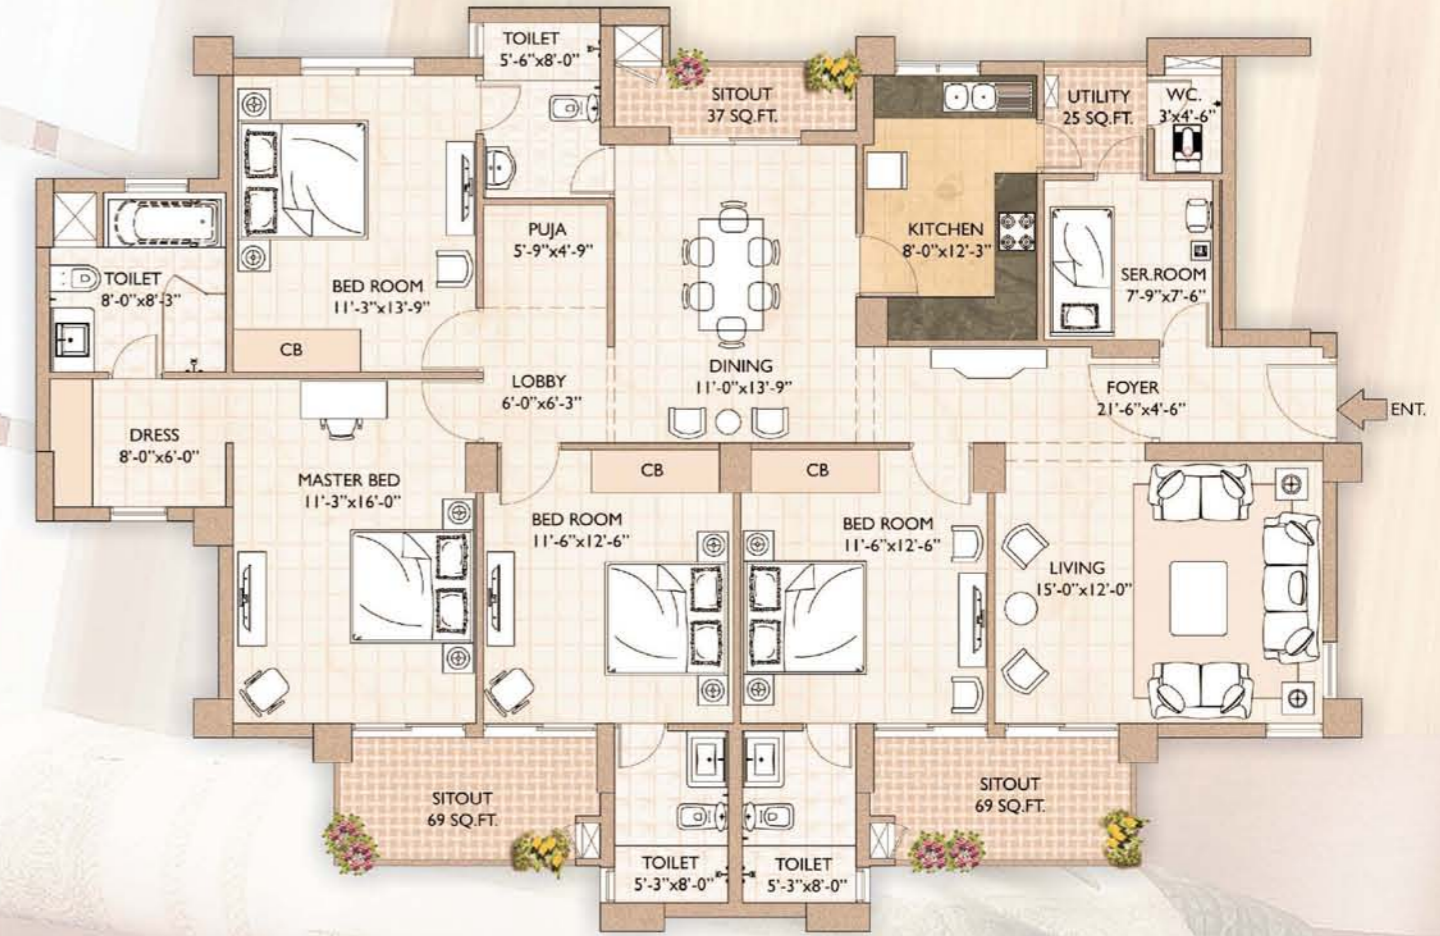 TOILET
5'-6"x8'-0"
SITOUT
37 SQ.FT.
UTILITY
25 SQ.FT.
WC.
3'x4'-6"
PUJA
5'-9"x4'-9"
KITCHEN
8'-0"x12'-3"
TOILET
8'-0"x8'-3"
BED ROOM
11'-3"x13'-9"
SER.ROOM
7'-9"x7'-6"
CB
LOBBY
6'-0"x6'-3"
DINING
11'-0"x13'-9"
FOYER
21'-6"x4'-6"
ENT.
DRESS
8'-0"x6'-0"
MASTER BED
11'-3"x16'-0"
CB
CB
BED ROOM
11'-6"x12'-6"
BED ROOM
11'-6"x12'-6"
LIVING
15'-0"x12'-0"
SITOUT
69 SQ.FT.
SITOUT
69 SQ.FT.
TOILET
5'-3"x8'-0"
TOILET
5'-3"x8'-0"